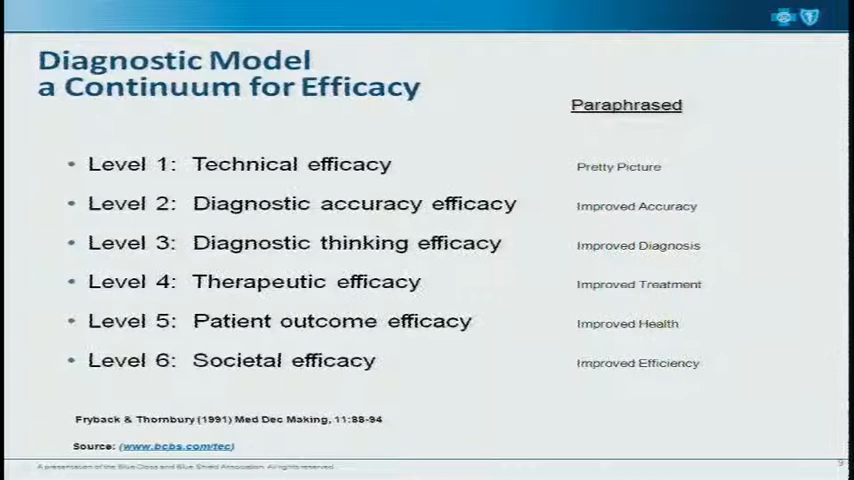 Diagnostic Model
a Continuum for Efficacy
Paraphrased
• Level 1: Technical efficacy Pretty Picture
• Level 2: Diagnostic accuracy efficacy Improved Accuracy
• Level 3: Diagnostic thinking efficacy Improved Diagnosis
• Level 4: Therapeutic efficacy Improved Treatment
• Level 5: Patient outcome efficacy Improved Health
• Level 6: Societal efficacy Improved Efficiency
Fryback & Thornbury (1991) Med Dec Making, 11:88-94
Source: (www.bcbs.com/tec)
A presentation of the Blue Cross and Blue Shield Association. All rights reserved.
9